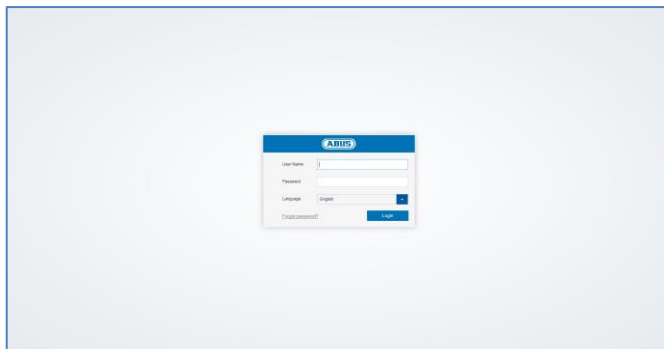 ABUS
User Name
Password
Language English
Forgot password? Login